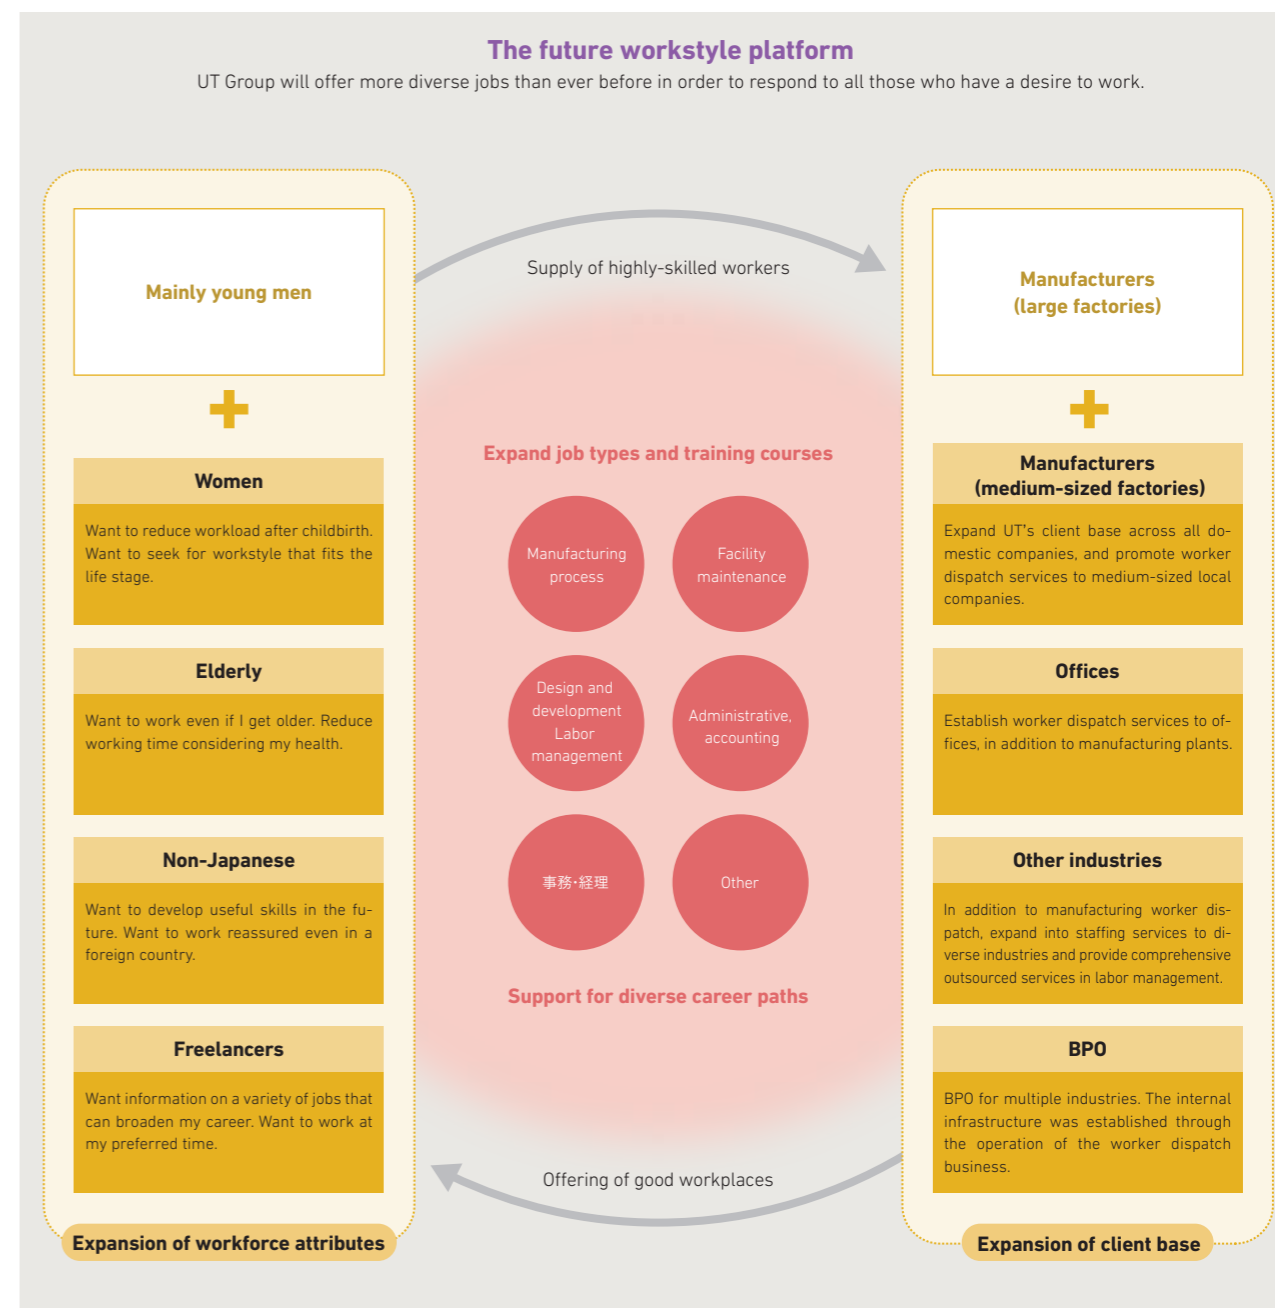 The future workstyle platform
UT Group will offer more diverse jobs than ever before in order to respond to all those who have a desire to work.
Mainly young men
Women
Want to reduce workload after childbirth.
Want to seek for workstyle that fits the
life stage.
Elderly
Want to work even if I get older. Reduce
working time considering my health.
Non-Japanese
Want to develop useful skills in the fu-
ture. Want to work reassured even in a
foreign country.
Freelancers
Want information on a variety of jobs that
can broaden my career. Want to work at
my preferred time.
Expansion of workforce attributes
Supply of highly-skilled workers
Expand job types and training courses
Manufacturing
process
Facility
maintenance
Design and
development
Labor
management
Administrative,
accounting
事務・経理
Other
Support for diverse career paths
Offering of good workplaces
Manufacturers
(large factories)
Manufacturers
(medium-sized factories)
Expand UT's client base across all do-
mestic companies, and promote worker
dispatch services to medium-sized local
companies.
Offices
Establish worker dispatch services to of-
fices, in addition to manufacturing plants.
Other industries
In addition to manufacturing worker dis-
patch, expand into staffing services to di-
verse industries and provide comprehensive
outsourced services in labor management.
BPO
BPO for multiple industries. The internal
infrastructure was established through
the operation of the worker dispatch
business.
Expansion of client base